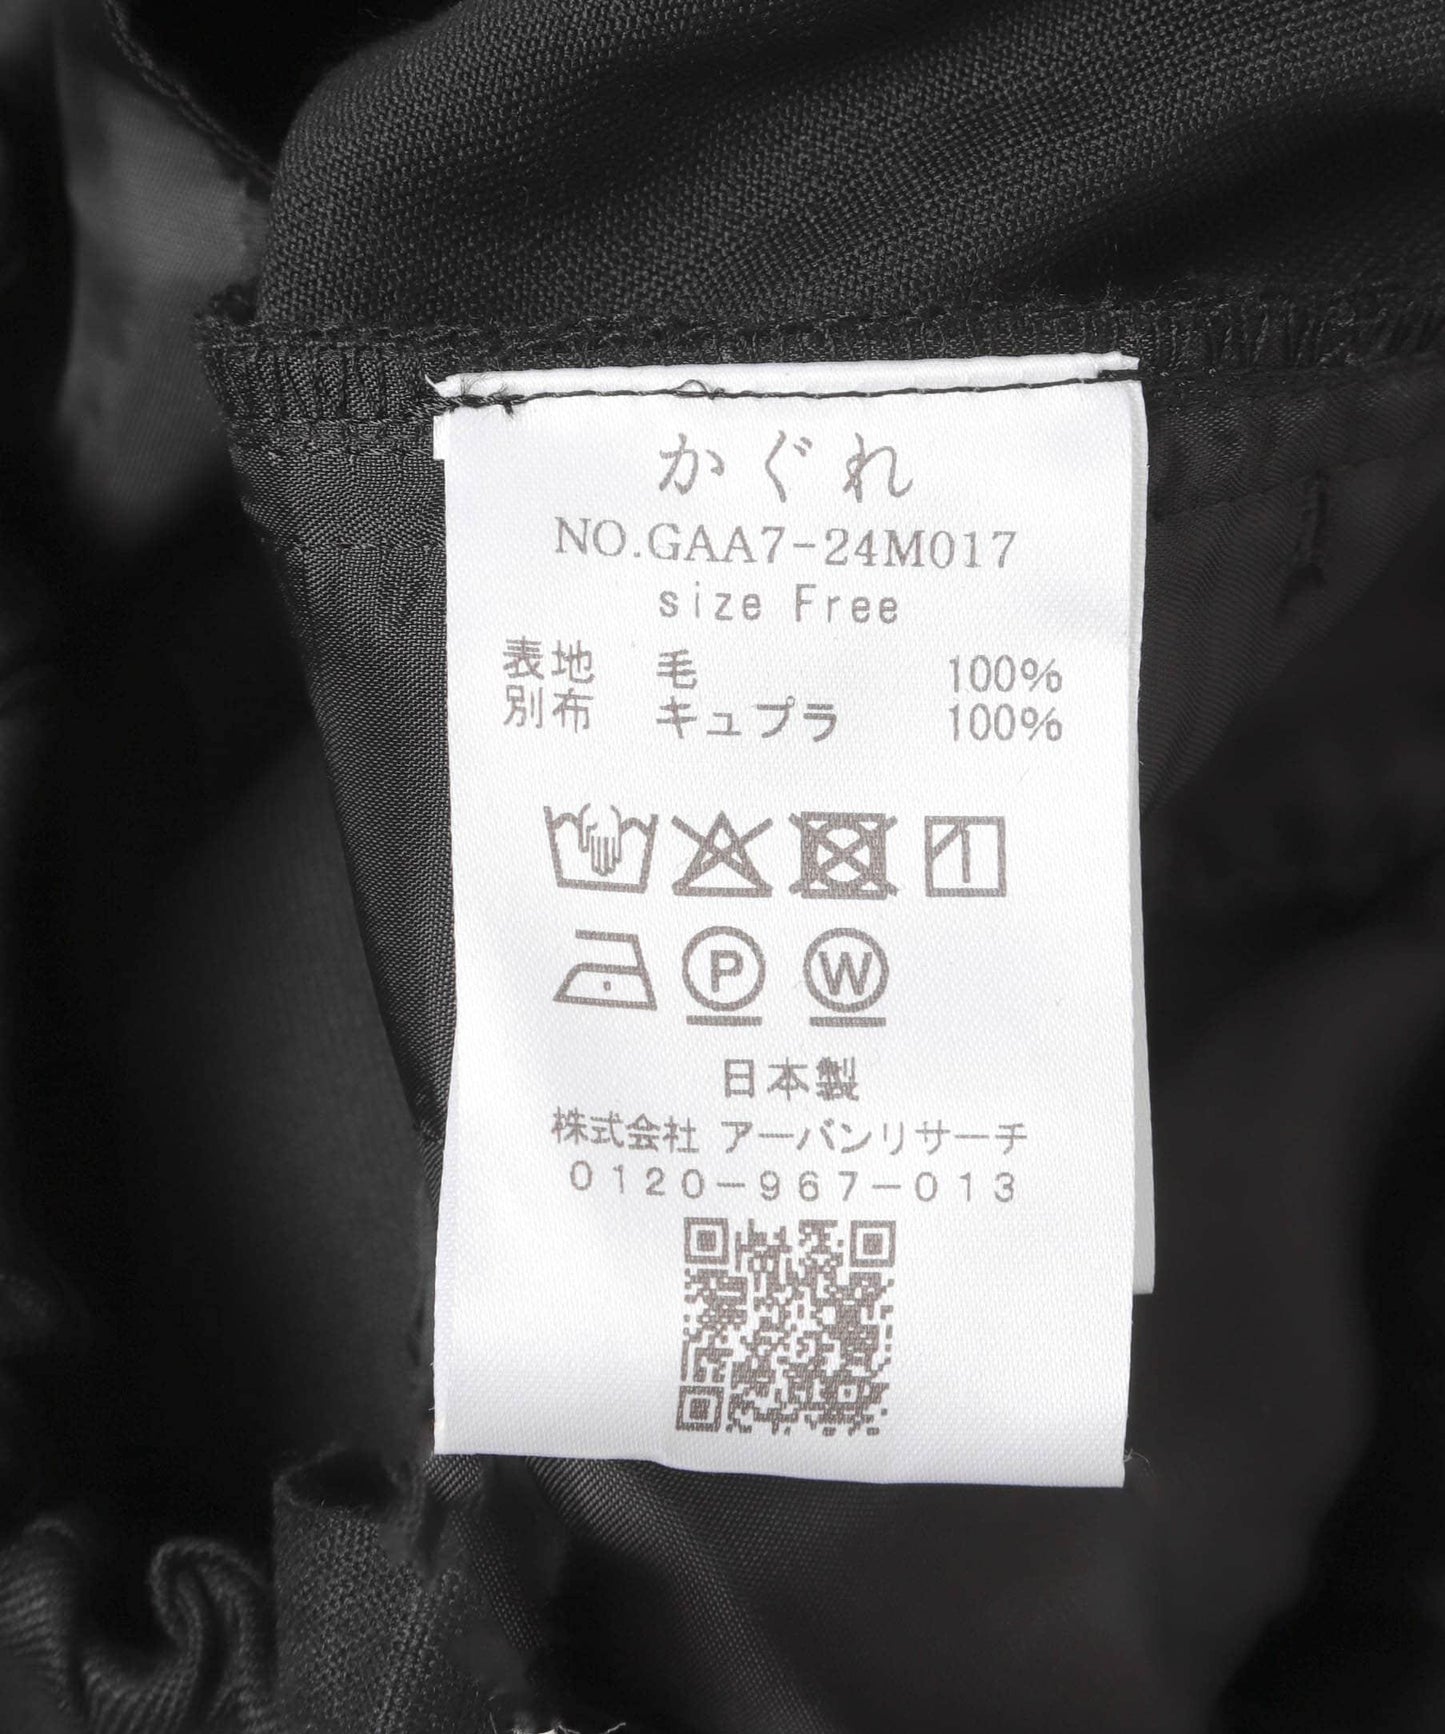 かぐれ
NO.GAA7-24M017
size Free
表地 毛 100%
別布 キュプラ 100%
P W
日本製
株式会社 アーバンリサーチ
0120-967-013